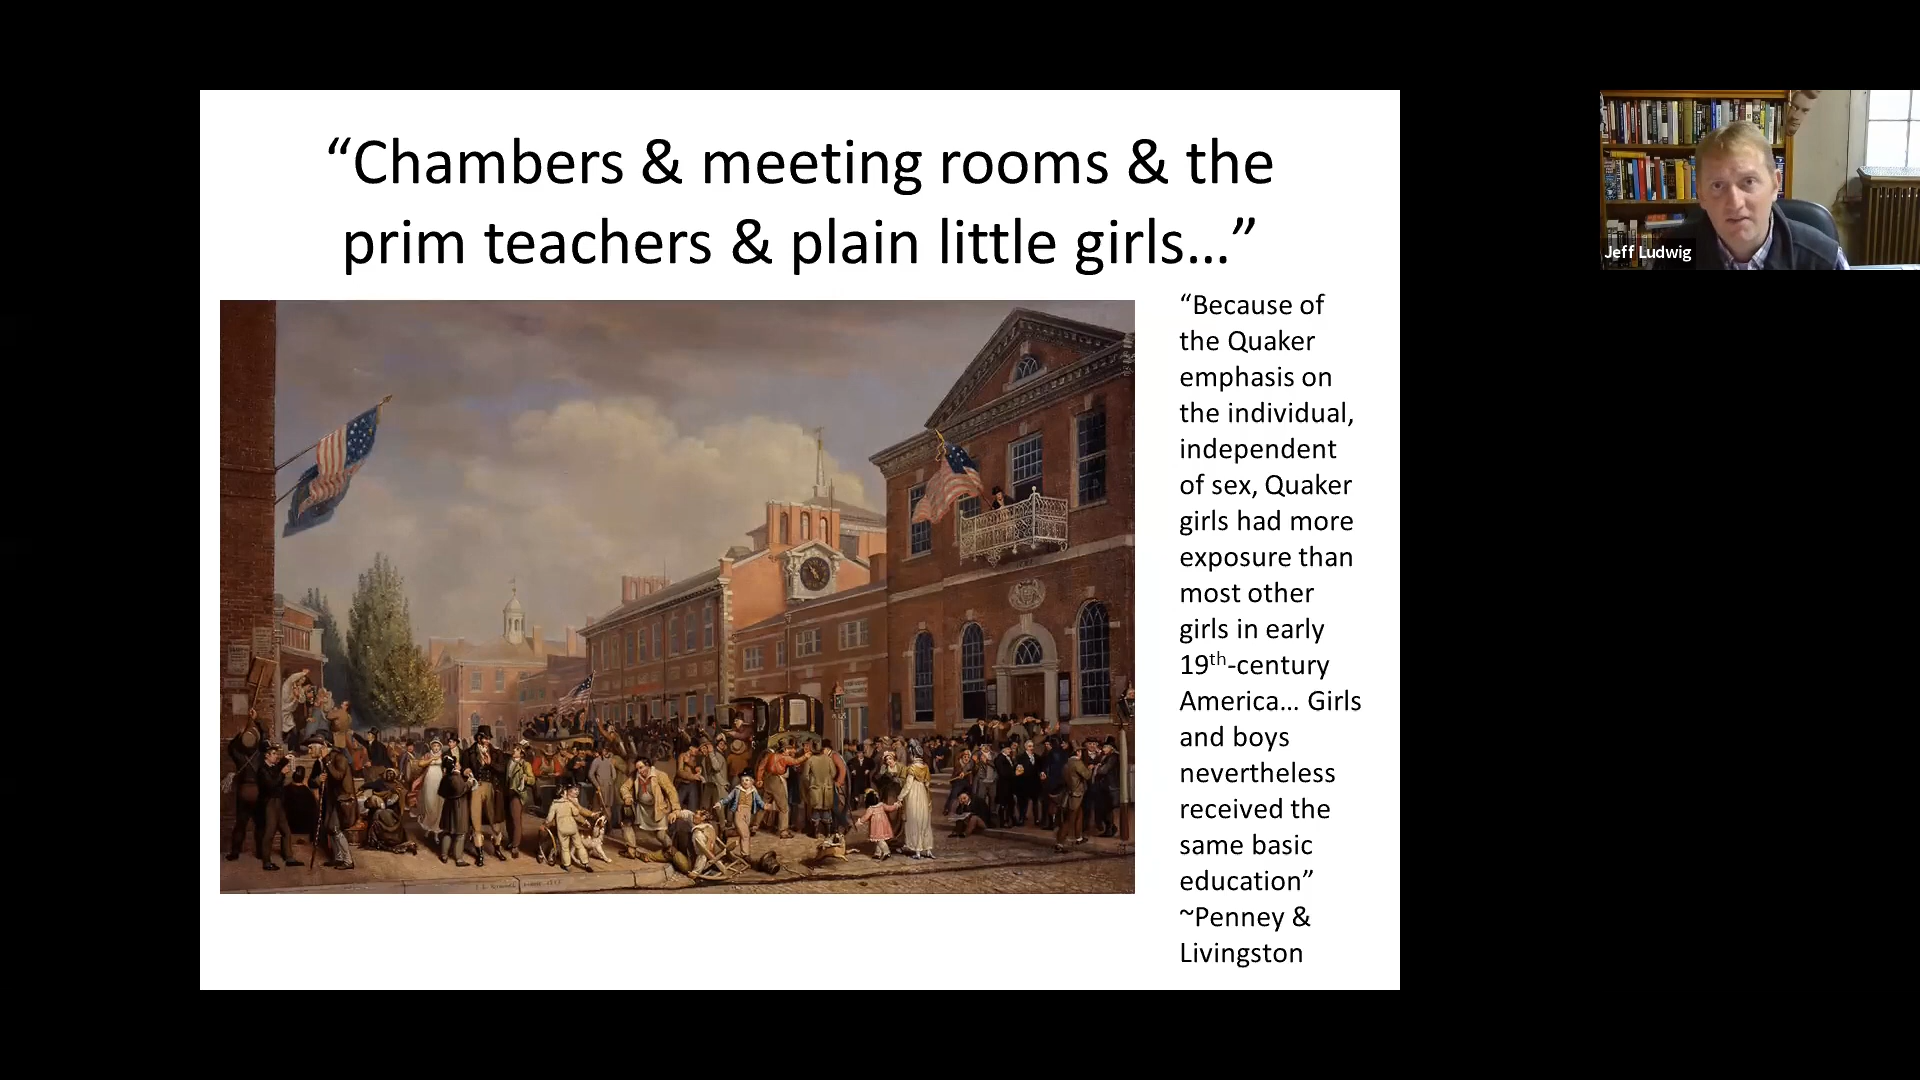 “Chambers & meeting rooms & the
prim teachers & plain little girls…”
“Because of
the Quaker
emphasis on
the individual,
independent
of sex, Quaker
girls had more
exposure than
most other
girls in early
19th-century
America… Girls
and boys
nevertheless
received the
same basic
education”
~Penney &
Livingston
Jeff Ludwig